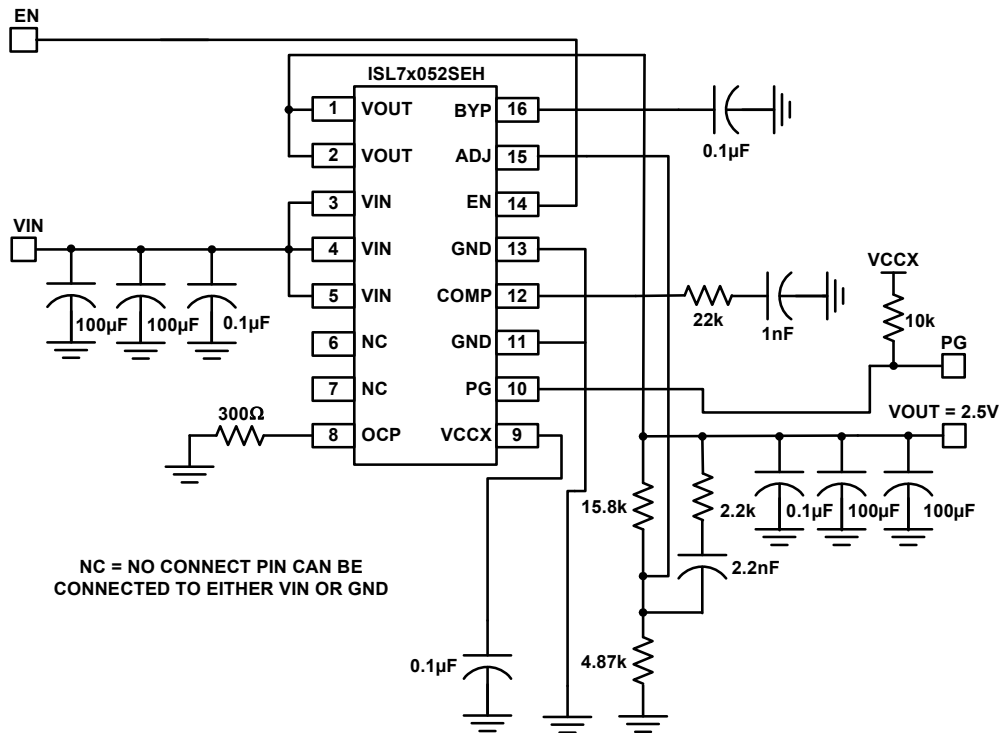 EN
ISL7x052SEH
1 VOUT BYP 16
0.1µF
2 VOUT ADJ 15
3 VIN EN 14
VIN
4 VIN GND 13
VCCX
5 VIN COMP 12
100µF 100µF 0.1µF
22k 1nF 10k
6 NC GND 11
PG
7 NC PG 10
300Ω
VOUT = 2.5V
8 OCP VCCX 9
15.8k 2.2k 0.1µF 100µF 100µF
2.2nF
NC = NO CONNECT PIN CAN BE
CONNECTED TO EITHER VIN OR GND
0.1µF 4.87k